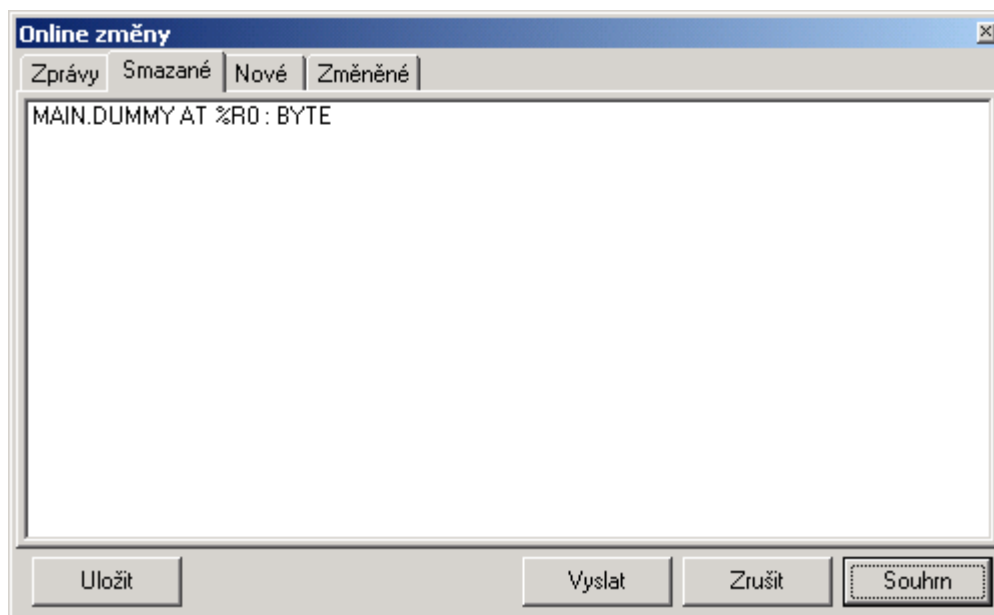 Online změny
Zprávy Smazané Nové Změněné
MAIN.DUMMY AT %R0 : BYTE
Uložit Vyslat Zrušit Souhrn